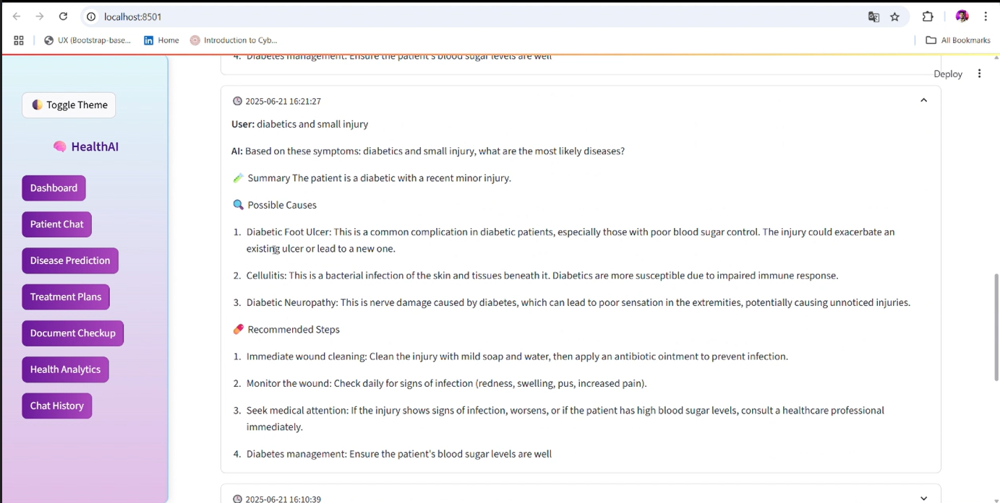 localhost:8501
UX (Bootstrap-base...
Home
Introduction to Cyb...
All Bookmarks
4. Diabetes management: Ensure the patient's blood sugar levels are well
Deploy
Toggle Theme
HealthAI
Dashboard
Patient Chat
Disease Prediction
Treatment Plans
Document Checkup
Health Analytics
Chat History
2025-06-21 16:21:27
User: diabetics and small injury
AI: Based on these symptoms: diabetics and small injury, what are the most likely diseases?
Summary The patient is a diabetic with a recent minor injury.
Possible Causes
1. Diabetic Foot Ulcer: This is a common complication in diabetic patients, especially those with poor blood sugar control. The injury could exacerbate an
existing ulcer or lead to a new one.
2. Cellulitis: This is a bacterial infection of the skin and tissues beneath it. Diabetics are more susceptible due to impaired immune response.
3. Diabetic Neuropathy: This is nerve damage caused by diabetes, which can lead to poor sensation in the extremities, potentially causing unnoticed injuries.
Recommended Steps
1. Immediate wound cleaning: Clean the injury with mild soap and water, then apply an antibiotic ointment to prevent infection.
2. Monitor the wound: Check daily for signs of infection (redness, swelling, pus, increased pain).
3. Seek medical attention: If the injury shows signs of infection, worsens, or if the patient has high blood sugar levels, consult a healthcare professional
immediately.
4. Diabetes management: Ensure the patient's blood sugar levels are well
2025-06-21 16:10:39